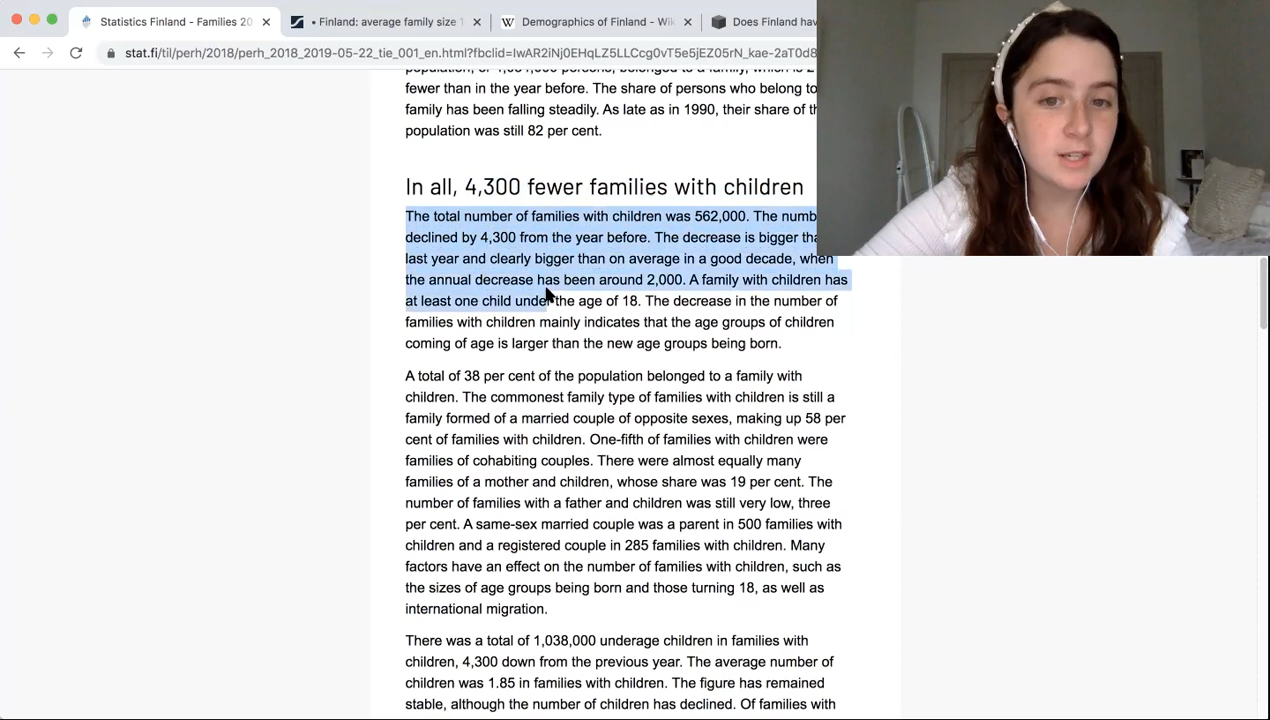 Statistics Finland - Families 20
• Finland: average family size 1
W Demographics of Finland - Wik
Does Finland hav
stat.fi/til/perh/2018/perh_2018_2019-05-22_tie_001_en.html?fbclid=IwAR2iNj0EHqLZ5LLCcg0vT5e5jEZ05rN_kae-2aT0d8
fewer than in the year before. The share of persons who belong to
family has been falling steadily. As late as in 1990, their share of th
population was still 82 per cent.
In all, 4,300 fewer families with children
The total number of families with children was 562,000. The numb
declined by 4,300 from the year before. The decrease is bigger tha
last year and clearly bigger than on average in a good decade, when
the annual decrease has been around 2,000. A family with children has
at least one child under the age of 18. The decrease in the number of
families with children mainly indicates that the age groups of children
coming of age is larger than the new age groups being born.
A total of 38 per cent of the population belonged to a family with
children. The commonest family type of families with children is still a
family formed of a married couple of opposite sexes, making up 58 per
cent of families with children. One-fifth of families with children were
families of cohabiting couples. There were almost equally many
families of a mother and children, whose share was 19 per cent. The
number of families with a father and children was still very low, three
per cent. A same-sex married couple was a parent in 500 families with
children and a registered couple in 285 families with children. Many
factors have an effect on the number of families with children, such as
the sizes of age groups being born and those turning 18, as well as
international migration.
There was a total of 1,038,000 underage children in families with
children, 4,300 down from the previous year. The average number of
children was 1.85 in families with children. The figure has remained
stable, although the number of children has declined. Of families with